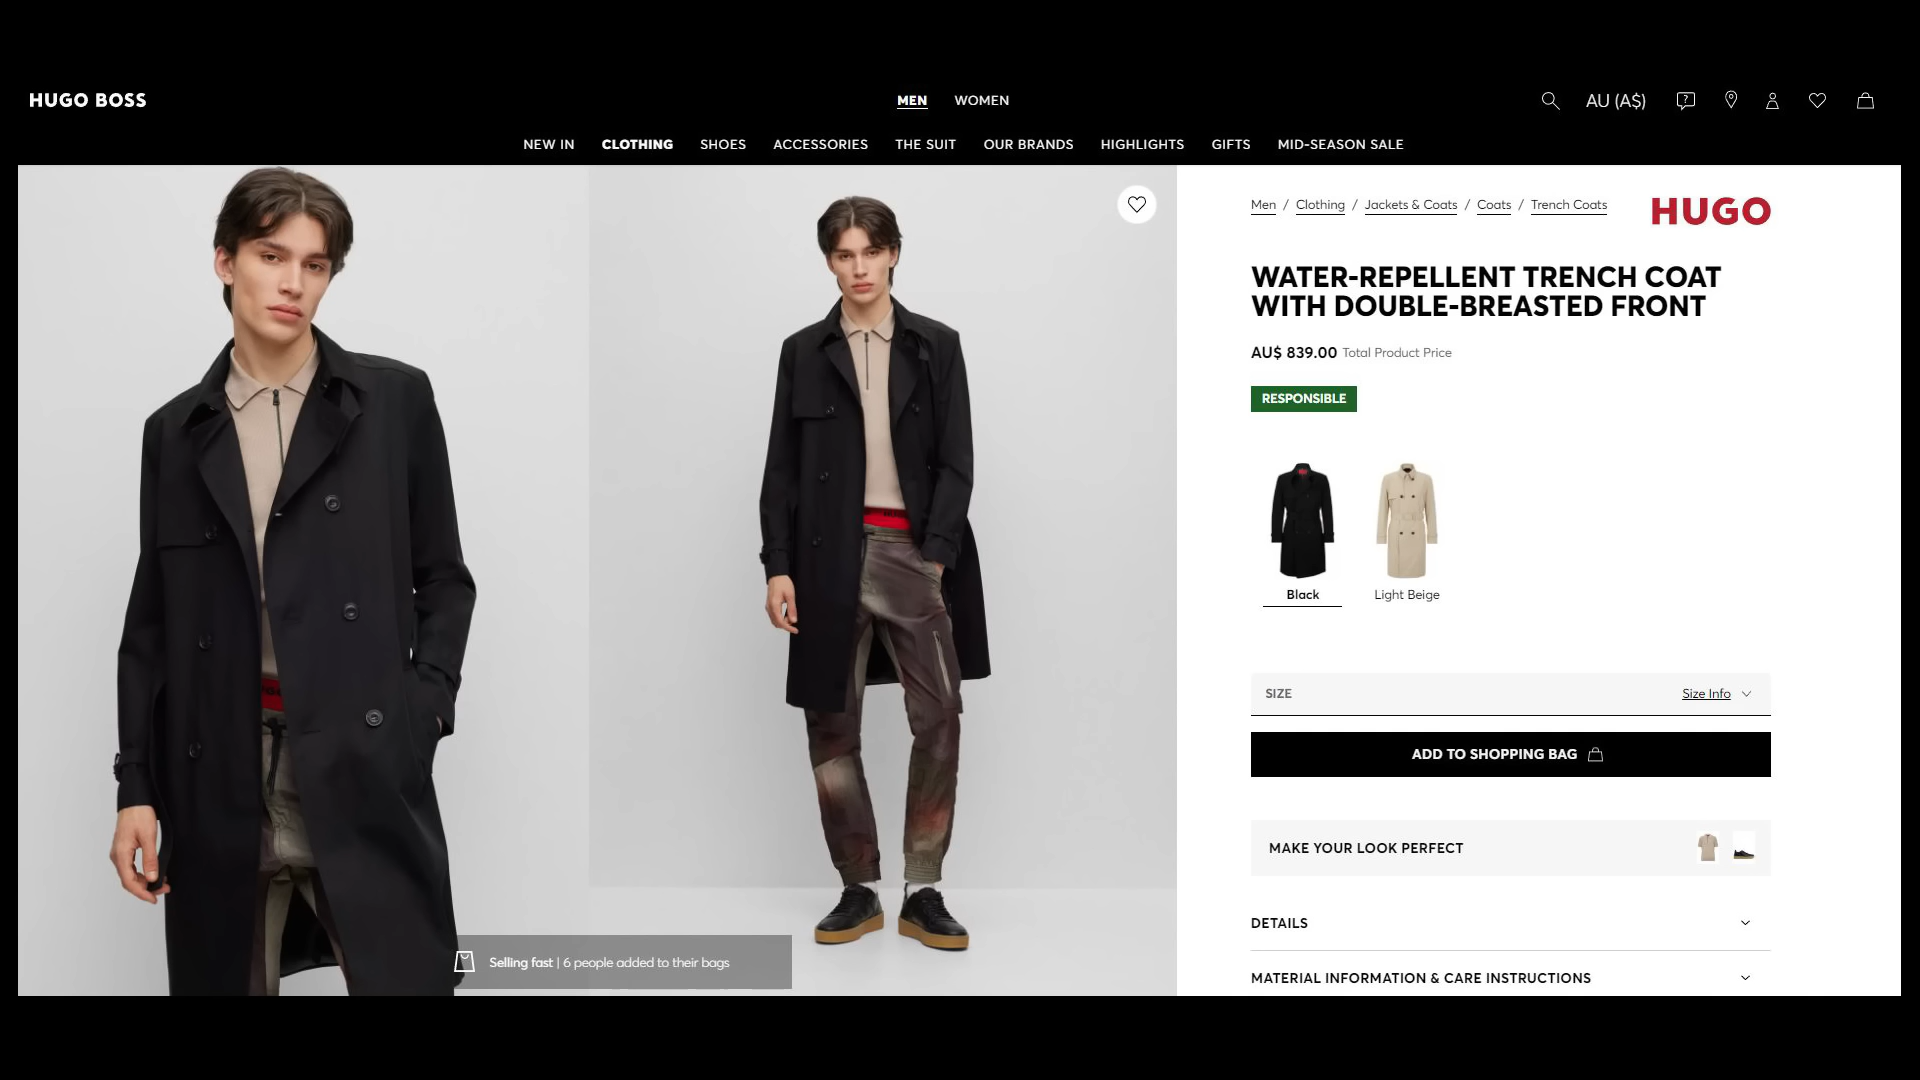 HUGO BOSS
MEN WOMEN
AU (A$)
NEW IN CLOTHING SHOES ACCESSORIES THE SUIT OUR BRANDS HIGHLIGHTS GIFTS MID-SEASON SALE
Men / Clothing / Jackets & Coats / Coats / Trench Coats
HUGO
WATER-REPELLENT TRENCH COAT
WITH DOUBLE-BREASTED FRONT
AU$ 839.00 Total Product Price
RESPONSIBLE
Black Light Beige
SIZE Size Info
ADD TO SHOPPING BAG
MAKE YOUR LOOK PERFECT
DETAILS
MATERIAL INFORMATION & CARE INSTRUCTIONS
Selling fast | 6 people added to their bags